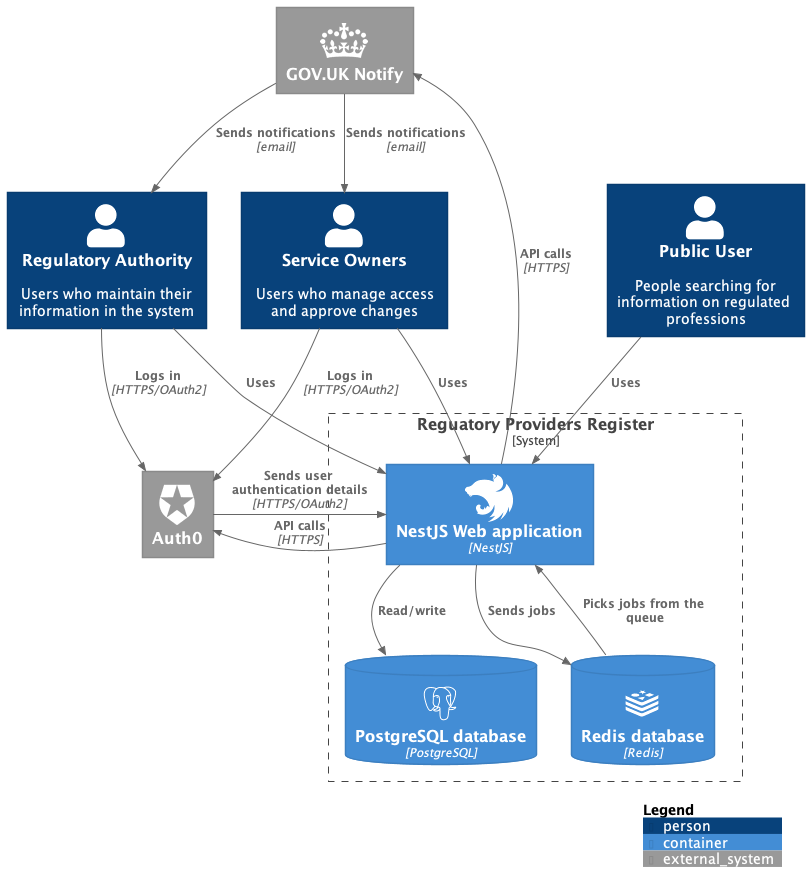 GOV.UK Notify
Sends notifications
[email]
Sends notifications
[email]
Regulatory Authority
Users who maintain their
information in the system
Service Owners
Users who manage access
and approve changes
Public User
People searching for
information on regulated
professions
API calls
[HTTPS]
Logs in
[HTTPS/OAuth2]
Uses
Logs in
[HTTPS/OAuth2]
Uses
Uses
Reguatory Providers Register
[System]
Auth0
Sends user
authentication details
[HTTPS/OAuth2]
API calls
[HTTPS]
NestJS Web application
[NestJS]
Read/write
Sends jobs
Picks jobs from the
queue
PostgreSQL database
[PostgreSQL]
Redis database
[Redis]
Legend
person
container
external_system